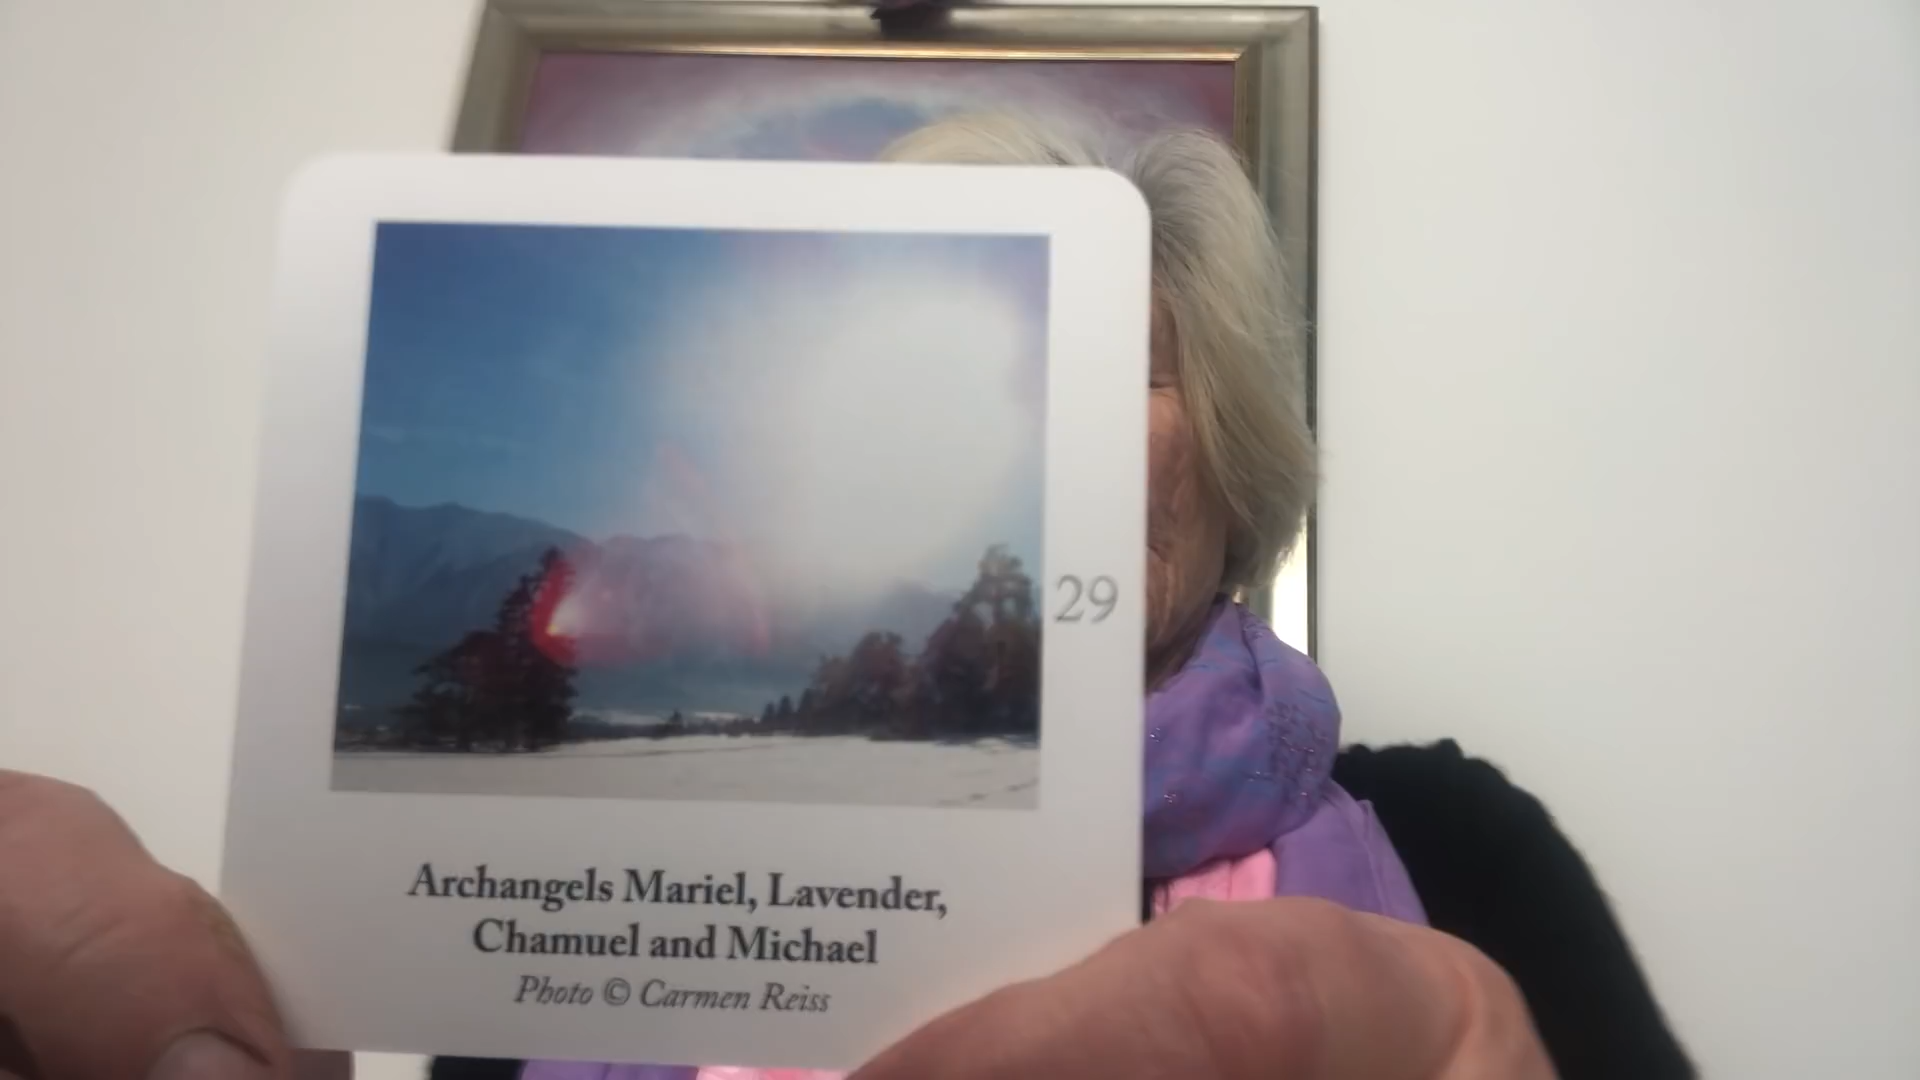 29
Archangels Mariel, Lavender,
Chamuel and Michael
Photo © Carmen Reiss